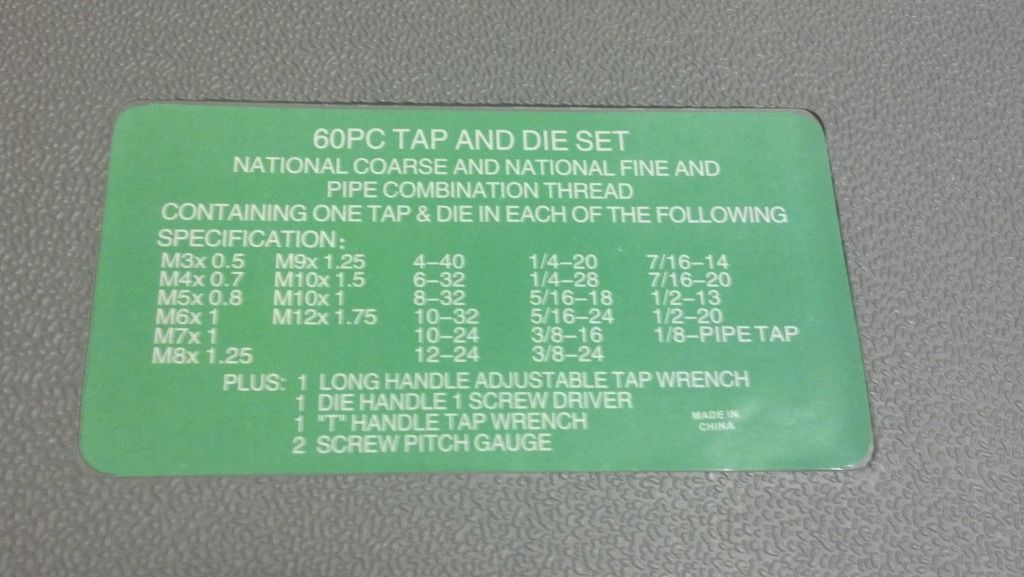 60PC TAP AND DIE SET
NATIONAL COARSE AND NATIONAL FINE AND
PIPE COMBINATION THREAD
CONTAINING ONE TAP & DIE IN EACH OF THE FOLLOWING
SPECIFICATION:
M3x 0.5 M9x 1.25 4-40 1/4-20 7/16-14
M4x 0.7 M10x 1.5 6-32 1/4-28 7/16-20
M5x 0.8 M10x 1 8-32 5/16-18 1/2-13
M6x 1 M12x 1.75 10-32 5/16-24 1/2-20
M7x 1 10-24 3/8-16 1/8-PIPE TAP
M8x 1.25 12-24 3/8-24
PLUS: 1 LONG HANDLE ADJUSTABLE TAP WRENCH
1 DIE HANDLE 1 SCREW DRIVER
1 "T" HANDLE TAP WRENCH
2 SCREW PITCH GAUGE
MADE IN
CHINA